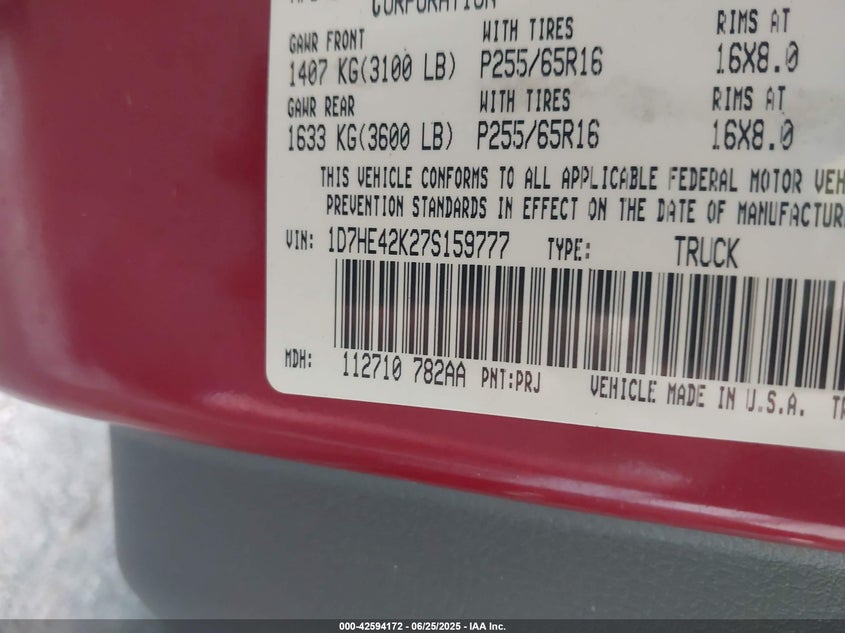 CORPORATION
GAWR FRONT WITH TIRES RIMS AT
1407 KG(3100 LB) P255/65R16 16X8.0
GAWR REAR WITH TIRES RIMS AT
1633 KG(3600 LB) P255/65R16 16X8.0
THIS VEHICLE CONFORMS TO ALL APPLICABLE FEDERAL MOTOR VEH
PREVENTION STANDARDS IN EFFECT ON THE DATE OF MANUFACTUR
VIN: 1D7HE42K27S159777 TYPE: TRUCK
MDH: 112710 782AA PNT:PRJ VEHICLE MADE IN U.S.A. TR
000-42594172 - 06/25/2025 - IAA Inc.